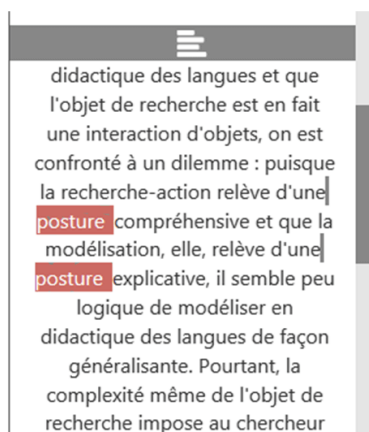 didactique des langues et que
l'objet de recherche est en fait
une interaction d'objets, on est
confronté à un dilemme : puisque
la recherche-action relève d'une
posture compréhensive et que la
modélisation, elle, relève d'une
posture explicative, il semble peu
logique de modéliser en
didactique des langues de façon
généralisante. Pourtant, la
complexité même de l'objet de
recherche impose au chercheur